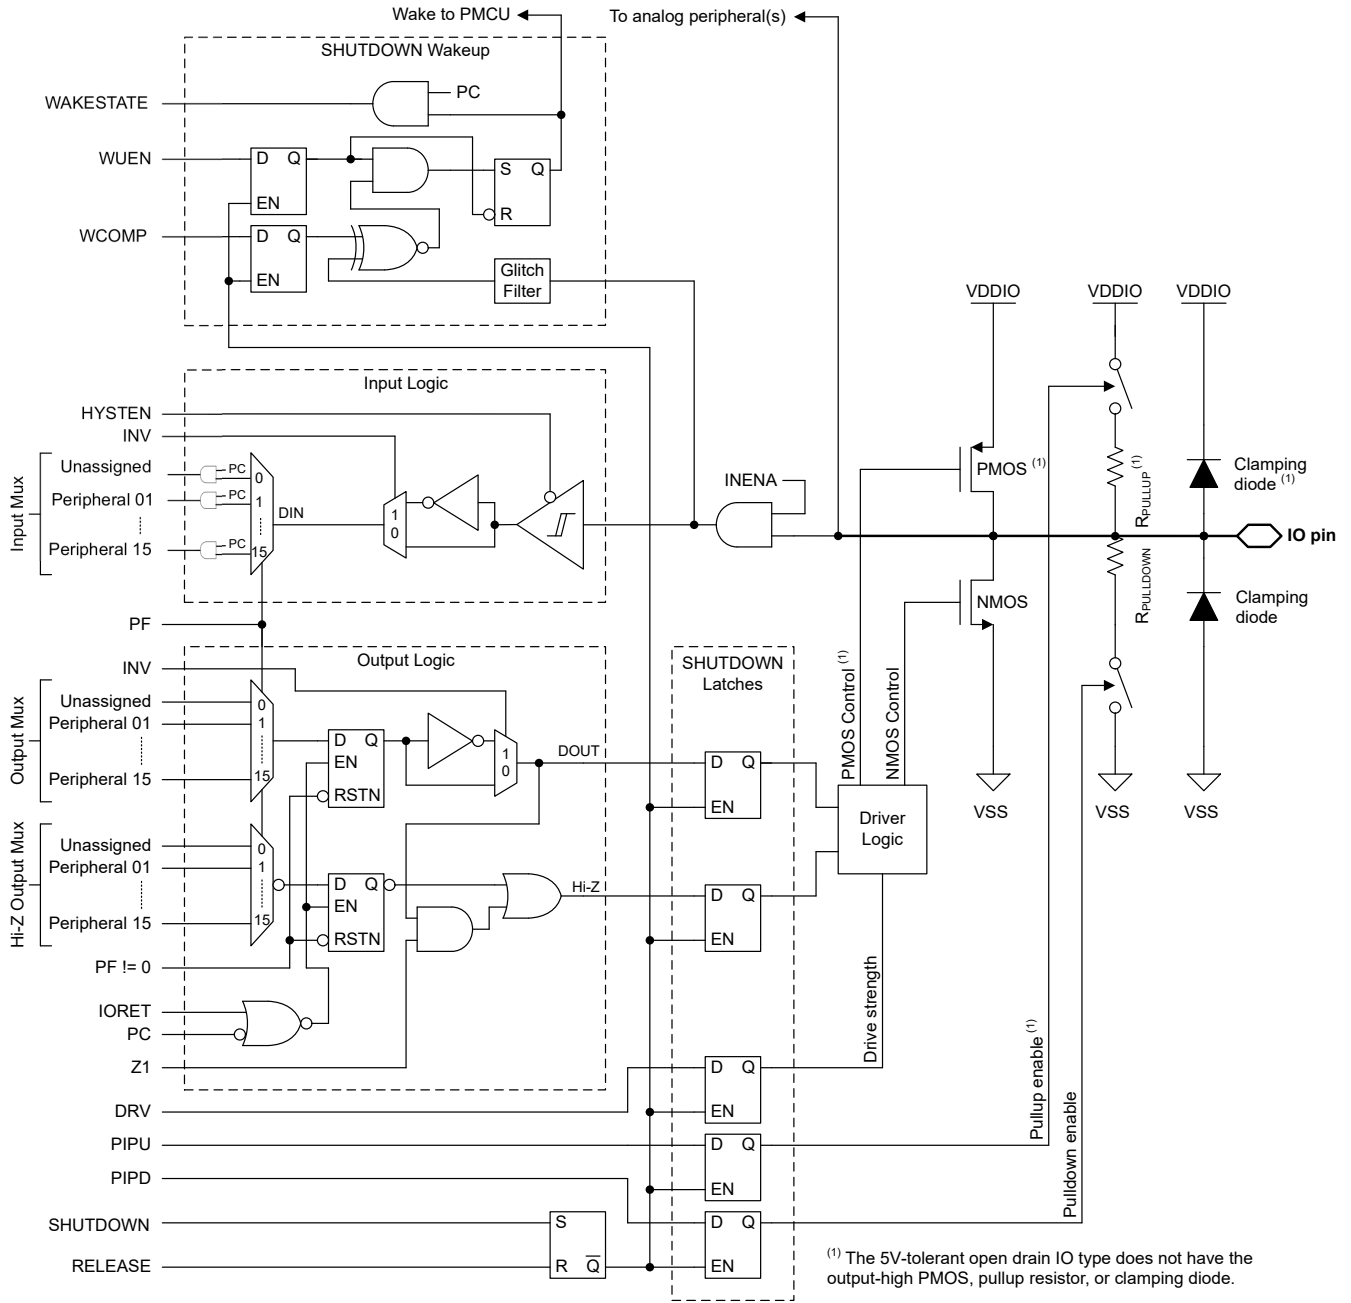 Wake to PMCU
To analog peripheral(s)
SHUTDOWN Wakeup
WAKESTATE
PC
WUEN
D Q
EN
S Q
R
WCOMP
D Q
EN
Glitch
Filter
VDDIO
VDDIO
VDDIO
Input Logic
HYSTEN
INV
Input Mux
Unassigned
PC
0
Peripheral 01
PC
1
Peripheral 15
PC
15
DIN
1
0
INENA
PMOS (1)
RPULLUP (1)
Clamping
diode (1)
IO pin
RPULLDOWN
NMOS
Clamping
diode
PF
INV
Output Logic
SHUTDOWN
Latches
PMOS Control (1)
NMOS Control
Output Mux
Unassigned
0
Peripheral 01
1
Peripheral 15
15
D Q
EN
RSTN
1
0
DOUT
D Q
EN
Driver
Logic
VSS
VSS
VSS
Hi-Z Output Mux
Unassigned
0
Peripheral 01
1
Peripheral 15
15
D Q
EN
RSTN
Hi-Z
D Q
EN
PF != 0
IORET
PC
Z1
Drive strength
Pullup enable (1)
Pulldown enable
D Q
EN
DRV
PIPU
D Q
EN
PIPD
SHUTDOWN
S
D Q
EN
RELEASE
R Q̅
(1) The 5V-tolerant open drain IO type does not have the
output-high PMOS, pullup resistor, or clamping diode.